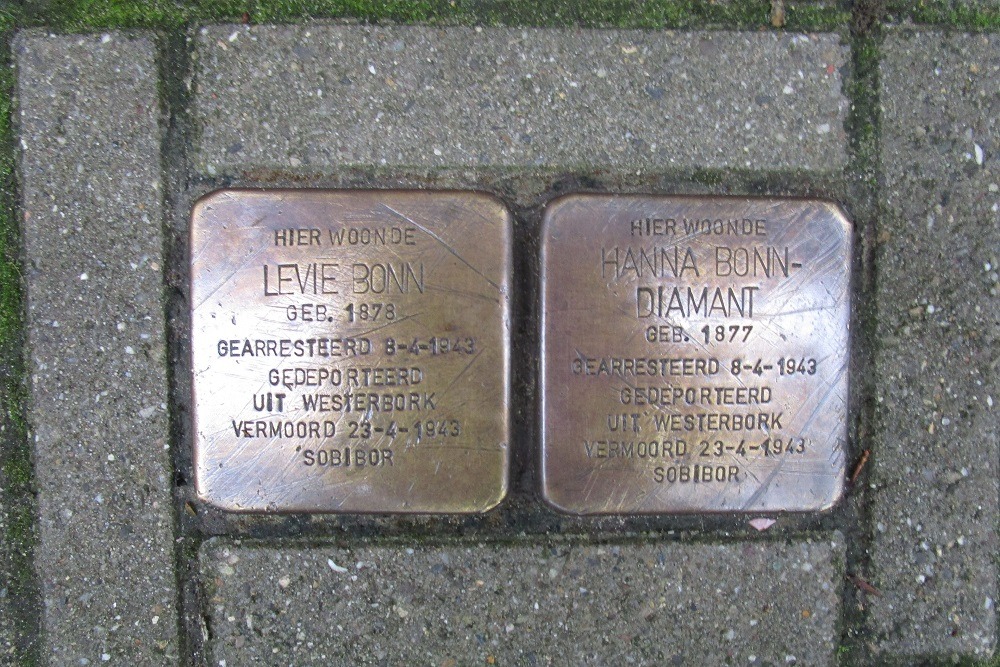 HIER WOONDE
LEVIE BONN
GEB. 1878
GEARRESTEERD 8-4-1943
GEDEPORTEERD
UIT WESTERBORK
VERMOORD 23-4-1943
SOBIBOR
HIER WOONDE
HANNA BONN-
DIAMANT
GEB. 1877
GEARRESTEERD 8-4-1943
GEDEPORTEERD
UIT WESTERBORK
VERMOORD 23-4-1943
SOBIBOR